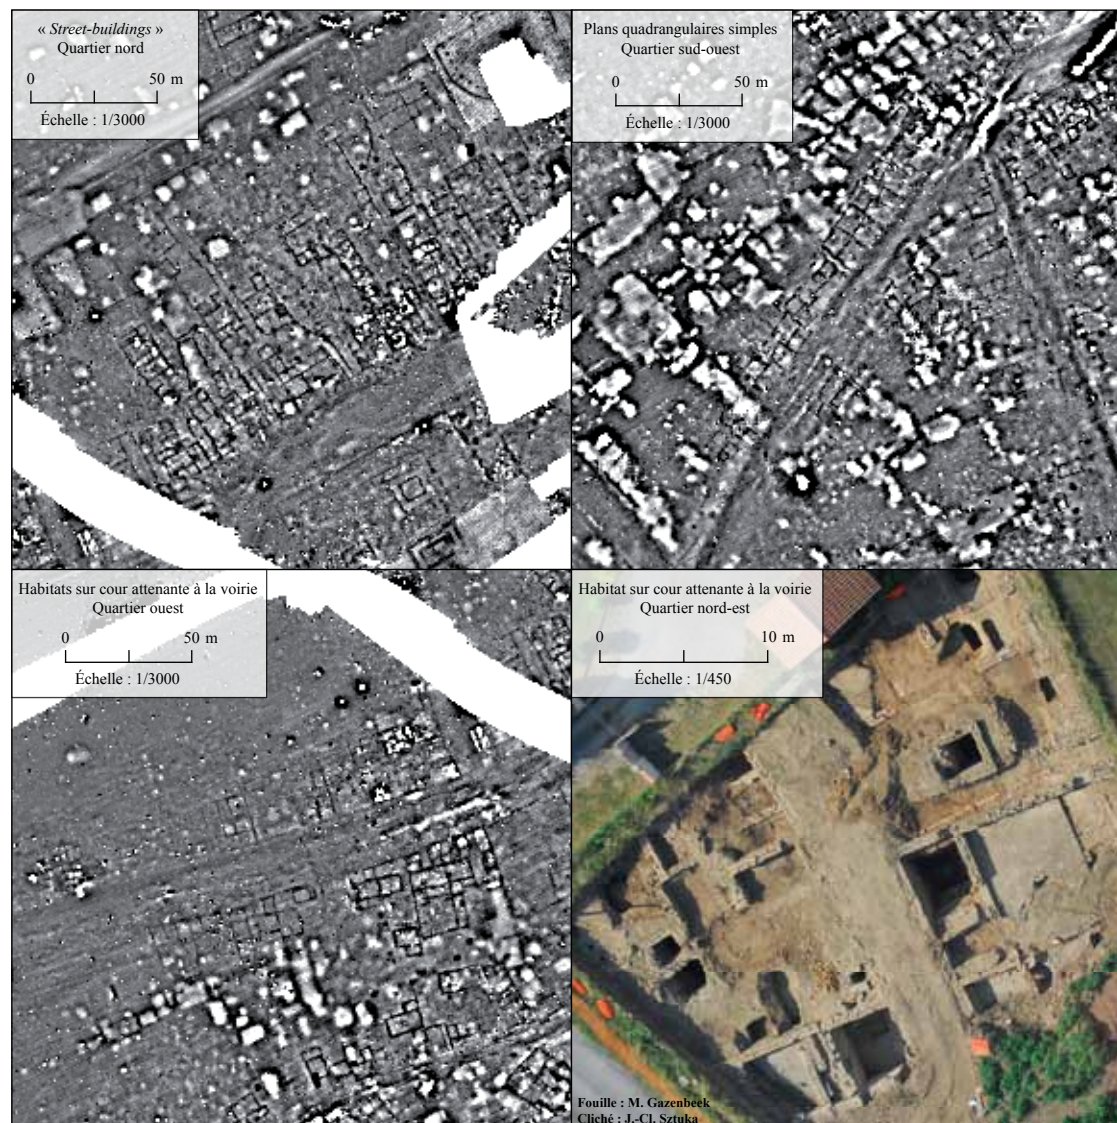 « Street-buildings »
Quartier nord
0 50 m
Échelle : 1/3000
Plans quadrangulaires simples
Quartier sud-ouest
0 50 m
Échelle : 1/3000
Habitats sur cour attenante à la voirie
Quartier ouest
0 50 m
Échelle : 1/3000
Habitat sur cour attenante à la voirie
Quartier nord-est
0 10 m
Échelle : 1/450
Fouille : M. Gazenbeek
Cliché : J.-Cl. Sztuka